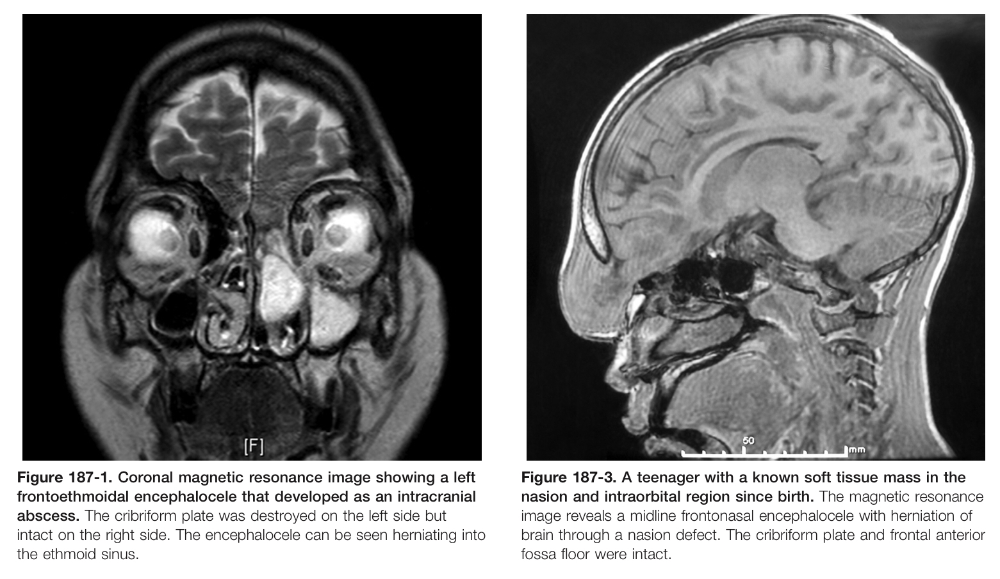 [F]
Figure 187-1. Coronal magnetic resonance image showing a left
frontoethmoidal encephalocele that developed as an intracranial
abscess. The cribriform plate was destroyed on the left side but
intact on the right side. The encephalocele can be seen herniating into
the ethmoid sinus.
50
mm
Figure 187-3. A teenager with a known soft tissue mass in the
nasion and intraorbital region since birth. The magnetic resonance
image reveals a midline frontonasal encephalocele with herniation of
brain through a nasion defect. The cribriform plate and frontal anterior
fossa floor were intact.